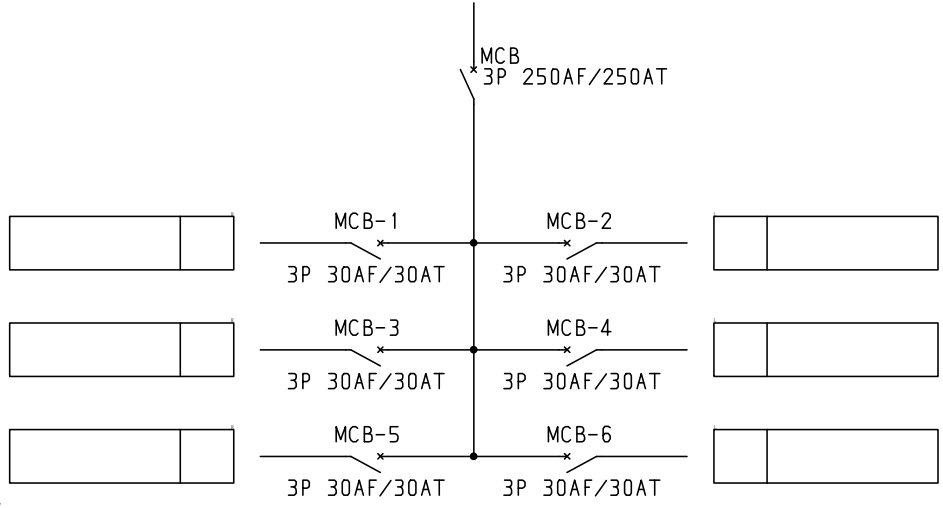 MCB
3P 250AF/250AT
MCB-1
MCB-2
3P 30AF/30AT
3P 30AF/30AT
MCB-3
MCB-4
3P 30AF/30AT
3P 30AF/30AT
MCB-5
MCB-6
3P 30AF/30AT
3P 30AF/30AT